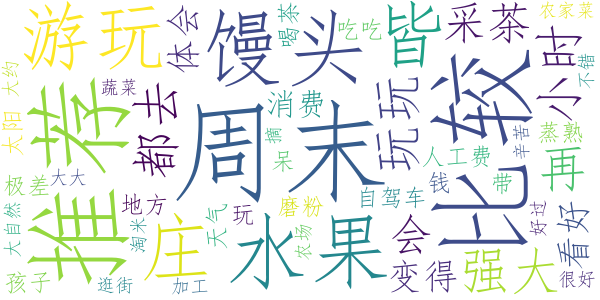 游玩
体会
馒头
喝茶
吃吃
皆
采茶
农家菜
不错
小时
太阳
大约
蔬菜
推荐
都去
周末
消费
摘
呆
玩玩
比较
人工费
辛苦
蒸熟
再
极差
大大
地方
庄
天气
玩
磨粉
农场
水果
自驾车
会
钱
带
好过
看好
大自然
淘米
孩子
逛街
加工
变得
强大
很好